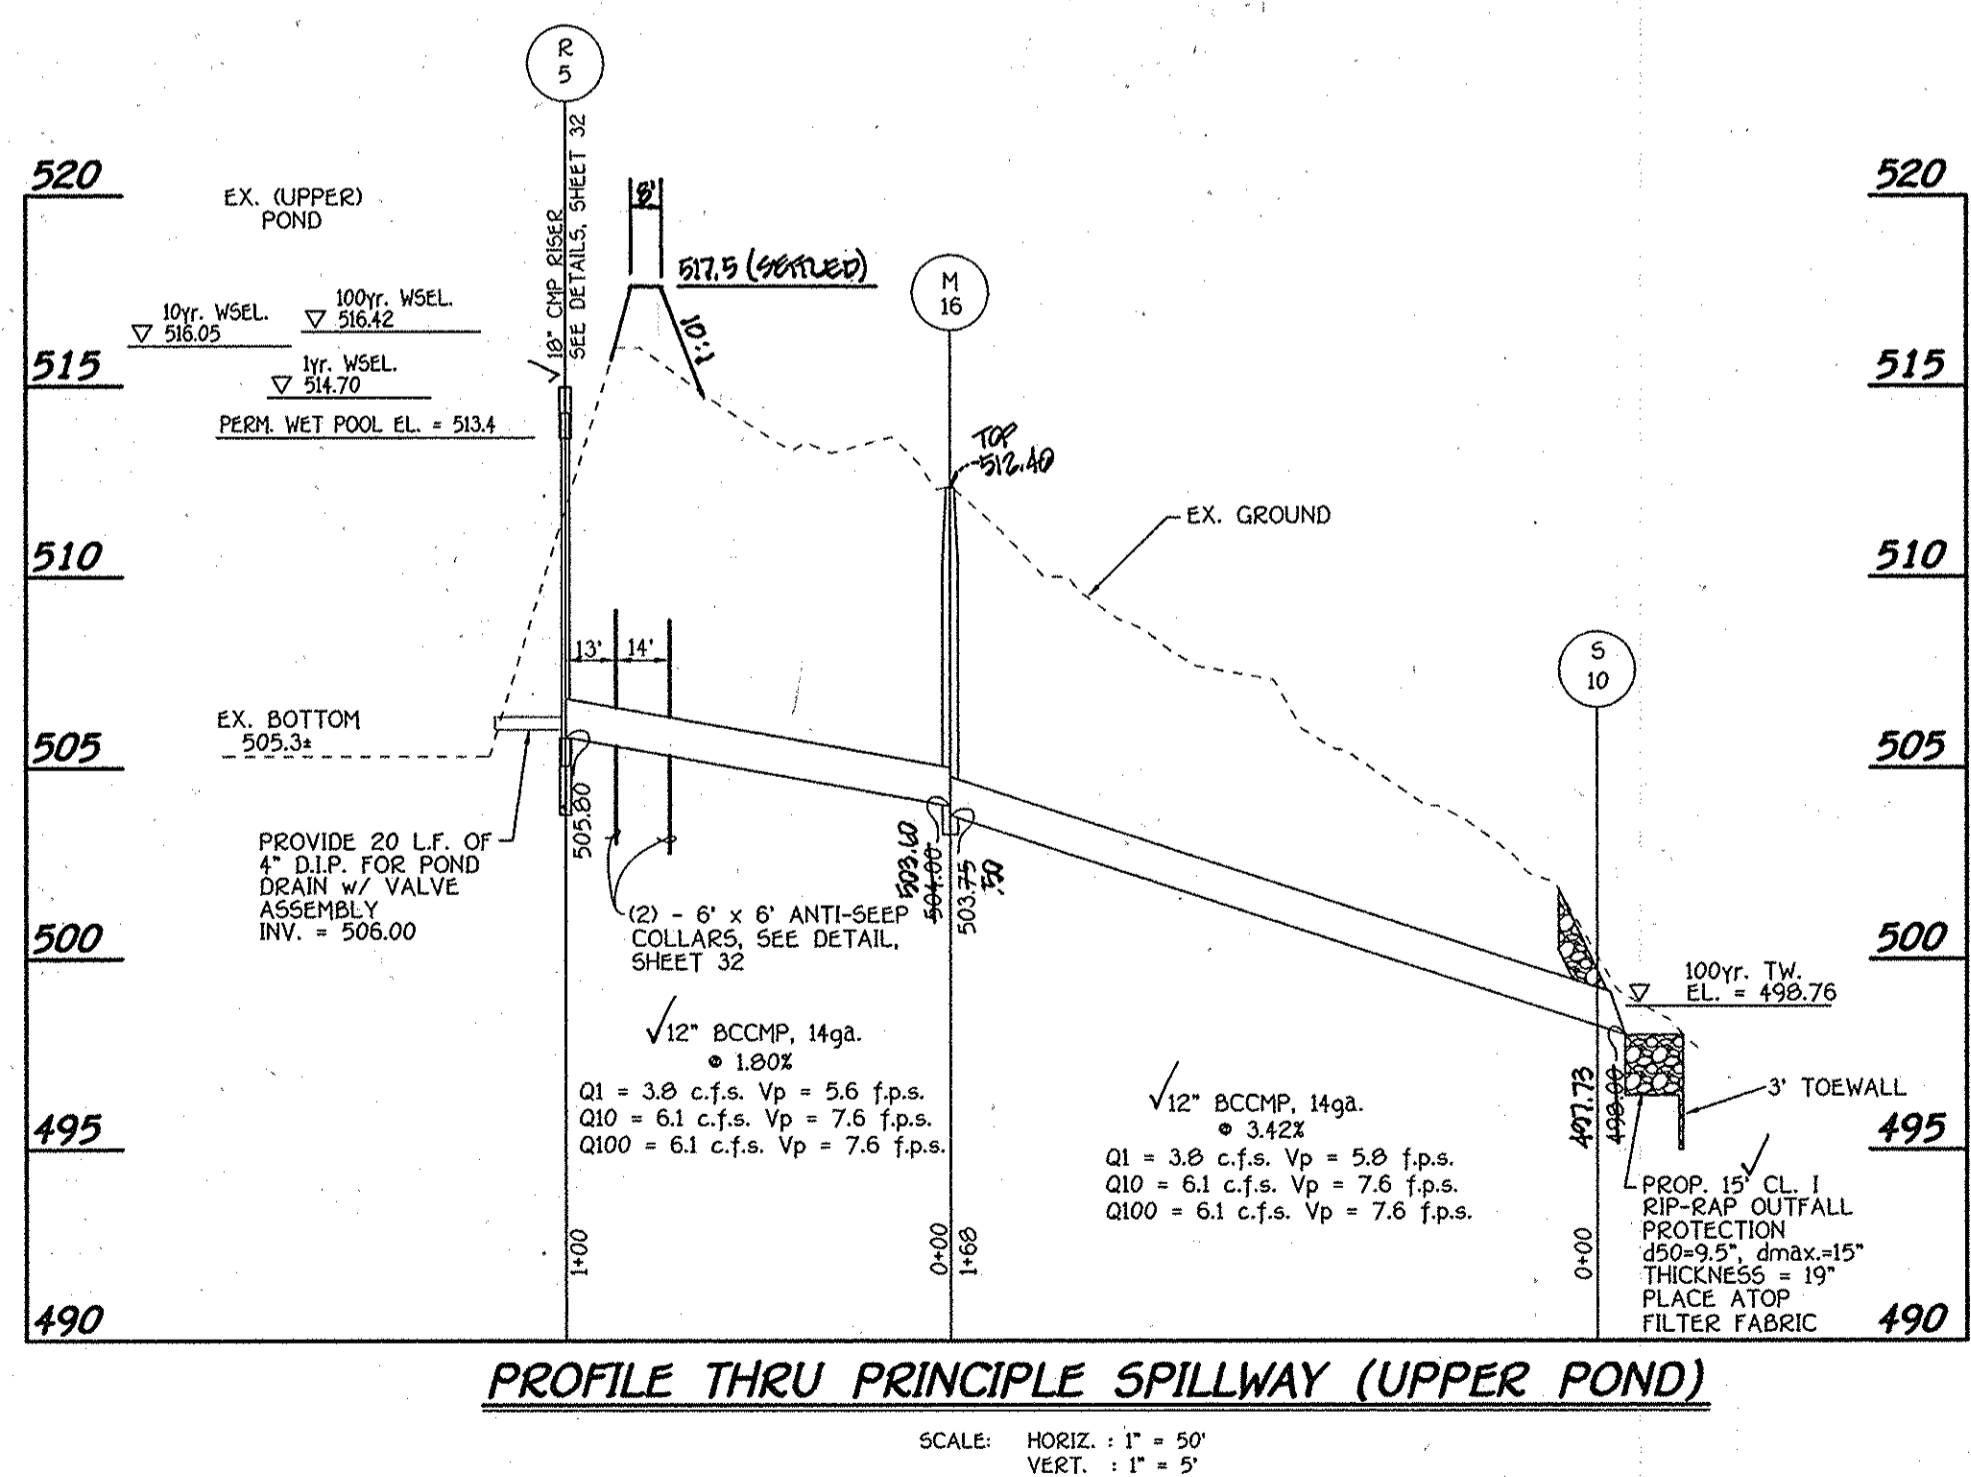 R
5
18" CMP RISER
SEE DETAILS, SHEET 32
520
520
EX. (UPPER)
POND
8'
517.5 (SETTLED)
M
16
10yr. WSEL.
516.05
100yr. WSEL.
516.42
10:1
515
515
1yr. WSEL.
514.70
PERM. WET POOL EL. = 513.4
TOP
512.40
EX. GROUND
510
510
13'
14'
S
10
EX. BOTTOM
505.3±
505
505
505.80
503.60
504.00
503.75
.50
PROVIDE 20 L.F. OF
4" D.I.P. FOR POND
DRAIN w/ VALVE
ASSEMBLY
INV. = 506.00
(2) - 6' x 6' ANTI-SEEP
COLLARS, SEE DETAIL,
SHEET 32
500
500
100yr. TW.
EL. = 498.76
12" BCCMP, 14ga.
@ 1.80%
Q1 = 3.8 c.f.s. Vp = 5.6 f.p.s.
Q10 = 6.1 c.f.s. Vp = 7.6 f.p.s.
Q100 = 6.1 c.f.s. Vp = 7.6 f.p.s.
12" BCCMP, 14ga.
@ 3.42%
Q1 = 3.8 c.f.s. Vp = 5.8 f.p.s.
Q10 = 6.1 c.f.s. Vp = 7.6 f.p.s.
Q100 = 6.1 c.f.s. Vp = 7.6 f.p.s.
497.73
498.00
3' TOEWALL
495
495
PROP. 15' CL. I
RIP-RAP OUTFALL
PROTECTION
d50=9.5", dmax.=15"
THICKNESS = 19"
PLACE ATOP
FILTER FABRIC
1+00
0+00
1+68
0+00
490
490
PROFILE THRU PRINCIPLE SPILLWAY (UPPER POND)
SCALE: HORIZ. : 1" = 50'
VERT. : 1" = 5'